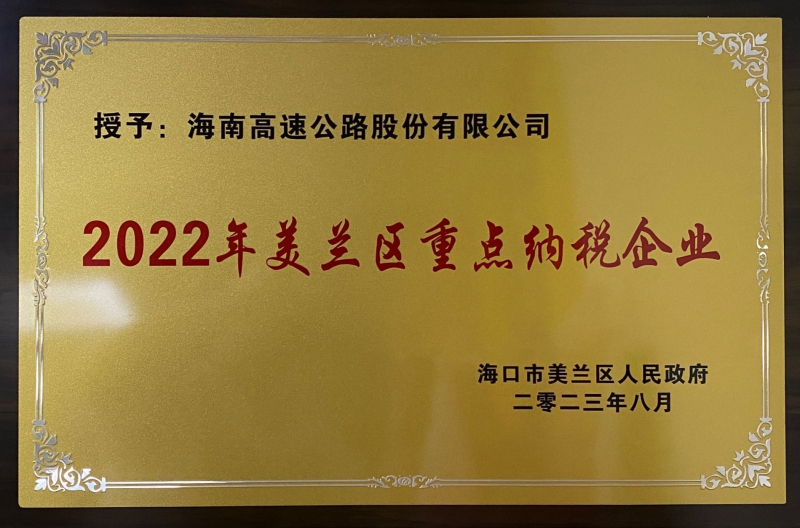 授予：海南高速公路股份有限公司
2022年美兰区重点纳税企业
海口市美兰区人民政府
二零二三年八月